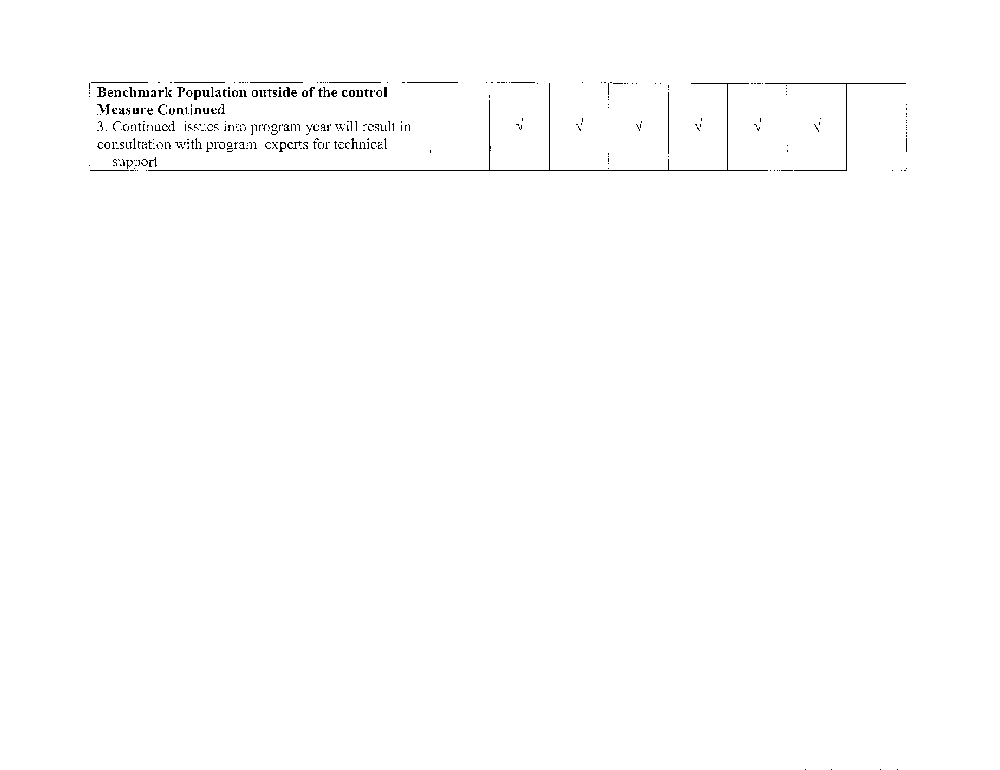 Benchmark Population outside of the control
Measure Continued
3. Continued issues into program year will result in √ √ √ √ √ √
consultation with program experts for technical
support